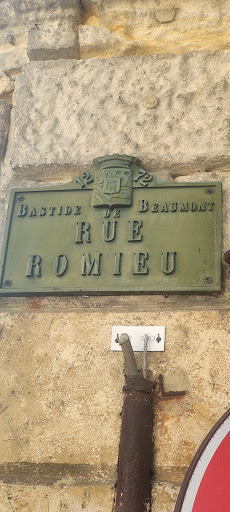 12 72
BASTIDE DE BEAUMONT
RUE
ROMIEU